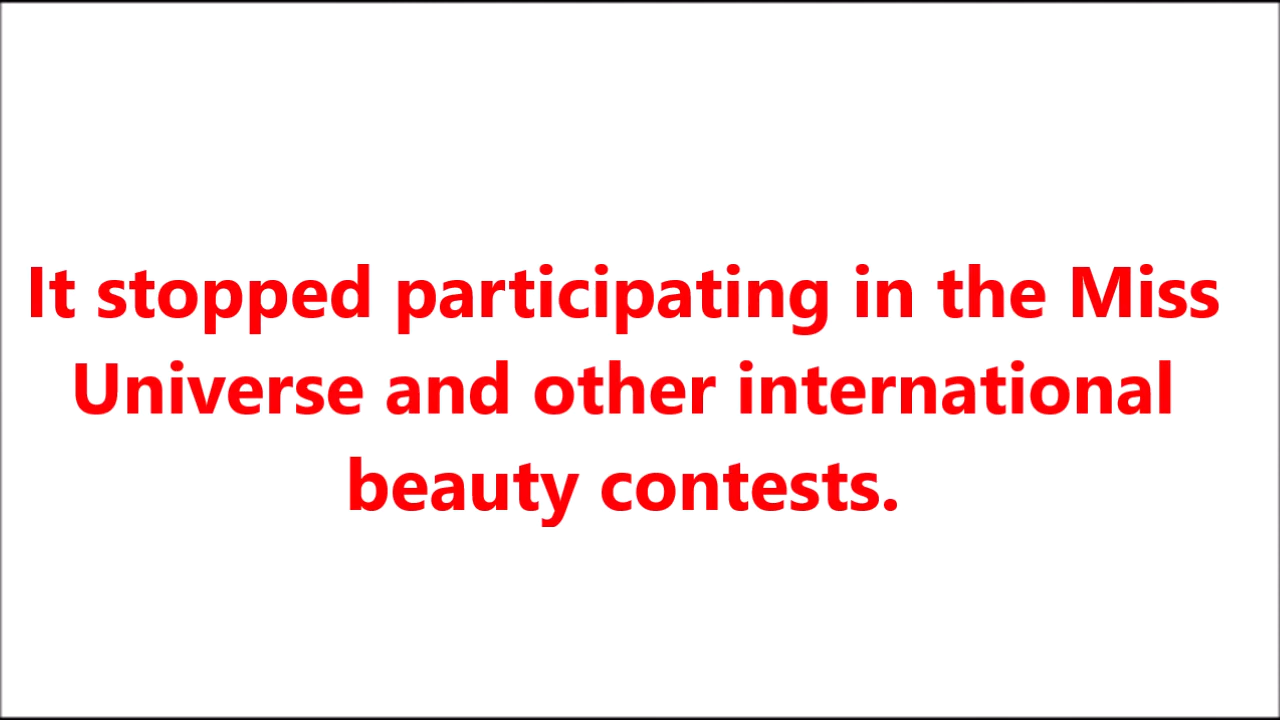 It stopped participating in the Miss
Universe and other international
beauty contests.